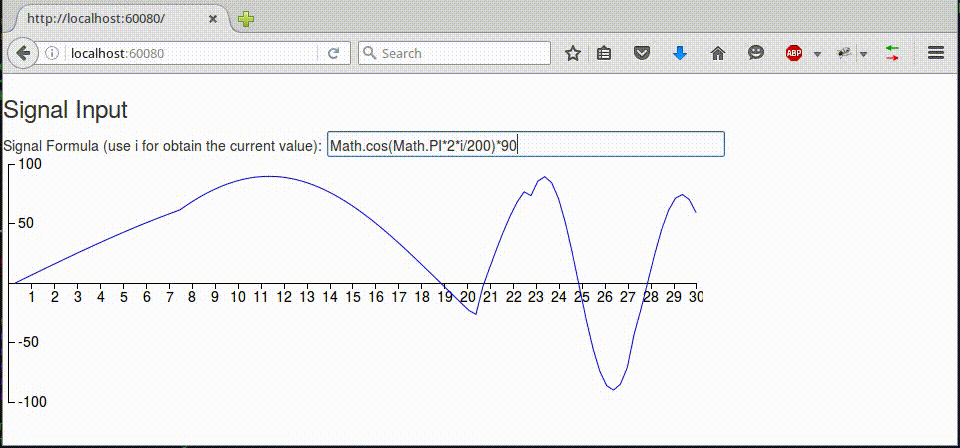 http://localhost:60080/
localhost:60080
Search
ABP
Signal Input
Signal Formula (use i for obtain the current value): Math.cos(Math.PI*2*i/200)*90
100
50
1 2 3 4 5 6 7 8 9 10 11 12 13 14 15 16 17 18 19 20 21 22 23 24 25 26 27 28 29 30
-50
-100